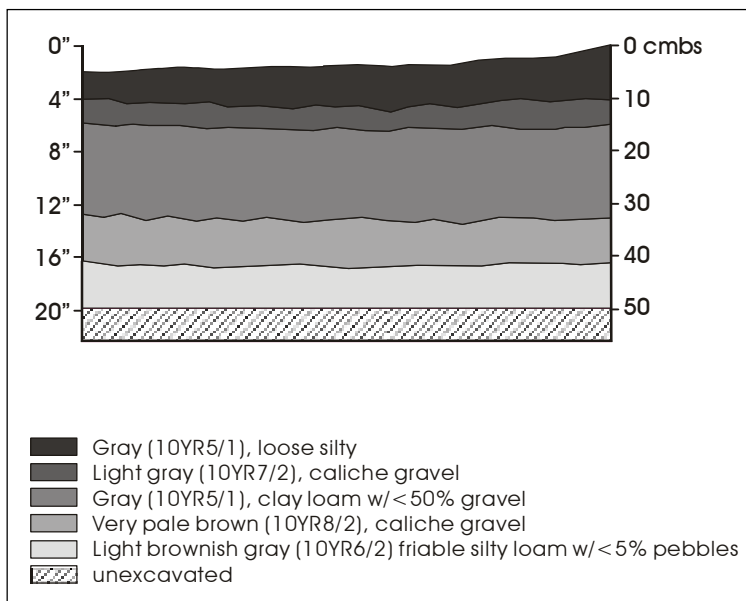 0” 0 cmbs
4” 10
8” 20
12” 30
16” 40
20” 50
Gray (10YR5/1), loose silty
Light gray (10YR7/2), caliche gravel
Gray (10YR5/1), clay loam w/<50% gravel
Very pale brown (10YR8/2), caliche gravel
Light brownish gray (10YR6/2) friable silty loam w/<5% pebbles
unexcavated